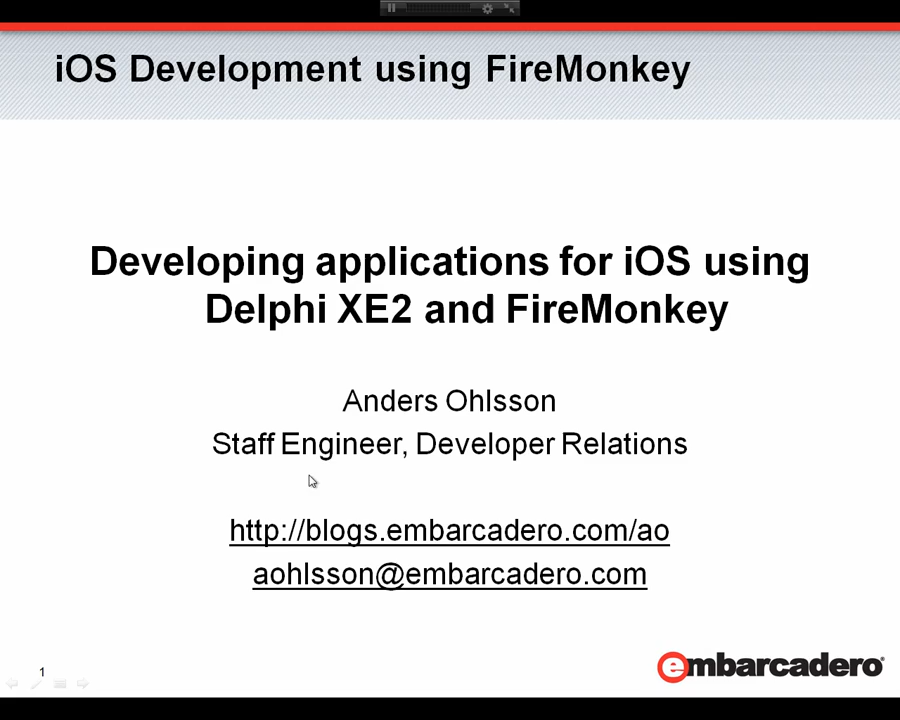 iOS Development using FireMonkey
Developing applications for iOS using
Delphi XE2 and FireMonkey
Anders Ohlsson
Staff Engineer, Developer Relations
http://blogs.embarcadero.com/ao
aohlsson@embarcadero.com
1
embarcadero®